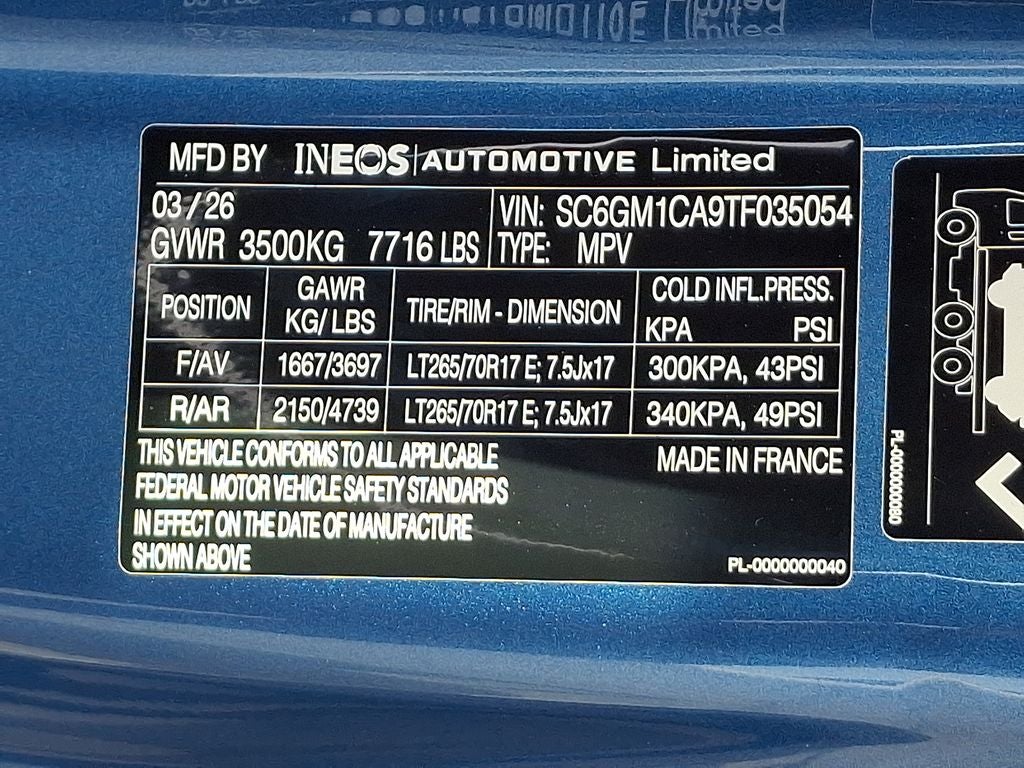 MFD BY INEOS AUTOMOTIVE Limited
03/26
GVWR 3500KG 7716 LBS
VIN: SC6GM1CA9TF035054
TYPE: MPV
POSITION GAWR KG/LBS TIRE/RIM - DIMENSION COLD INFL.PRESS. KPA PSI
F/AV 1667/3697 LT265/70R17 E; 7.5Jx17 300KPA, 43PSI
R/AR 2150/4739 LT265/70R17 E; 7.5Jx17 340KPA, 49PSI
THIS VEHICLE CONFORMS TO ALL APPLICABLE
FEDERAL MOTOR VEHICLE SAFETY STANDARDS
IN EFFECT ON THE DATE OF MANUFACTURE
SHOWN ABOVE
MADE IN FRANCE
PL-0000000040
PL-0000000080